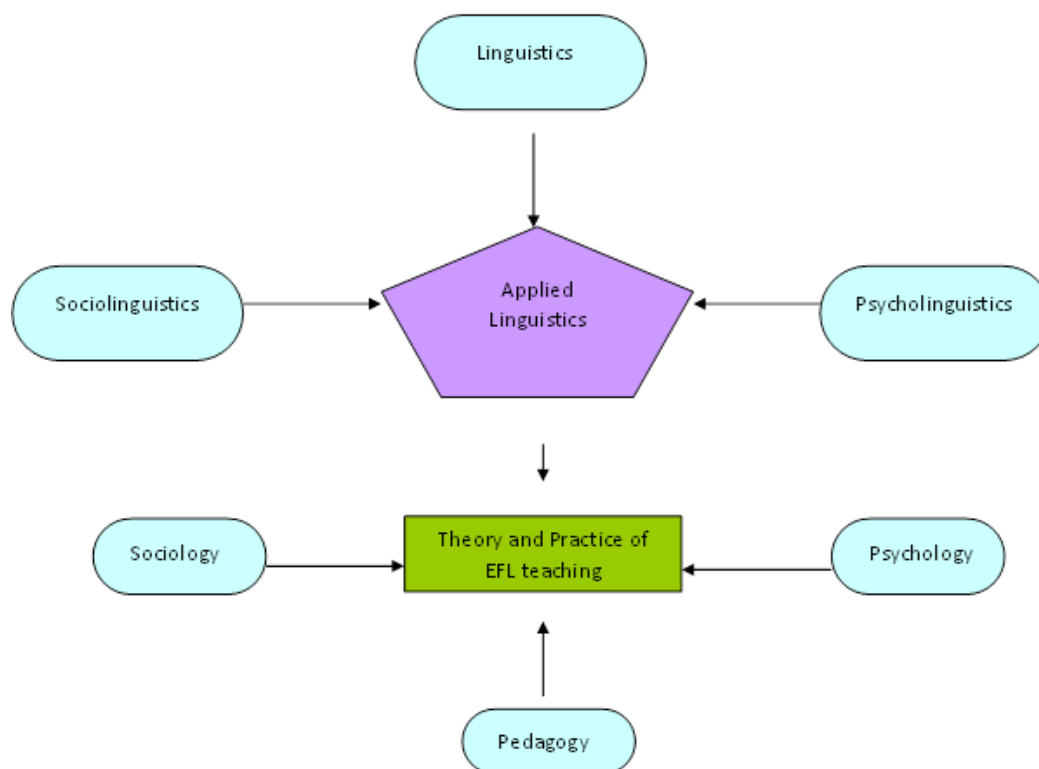 Linguistics
Sociolinguistics
Applied
Linguistics
Psycholinguistics
Sociology
Theory and Practice of
EFL teaching
Psychology
Pedagogy